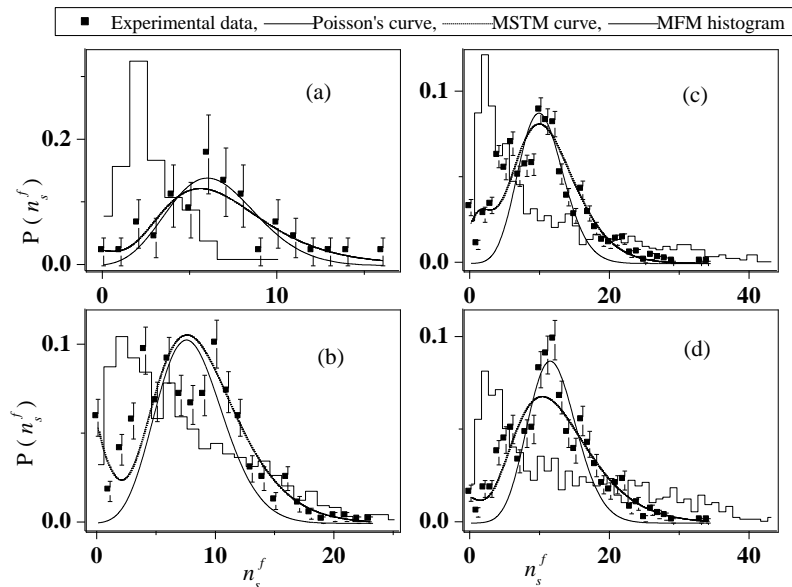 Experimental data, Poisson's curve, MSTM curve, MFM histogram
(a)
0.2
0.0
P ( n_s^f )
0 10
(c)
0.1
0.0
0 20 40
(b)
0.1
0.0
P ( n_s^f )
0 10 20
n_s^f
(d)
0.1
0.0
0 20 40
n_s^f